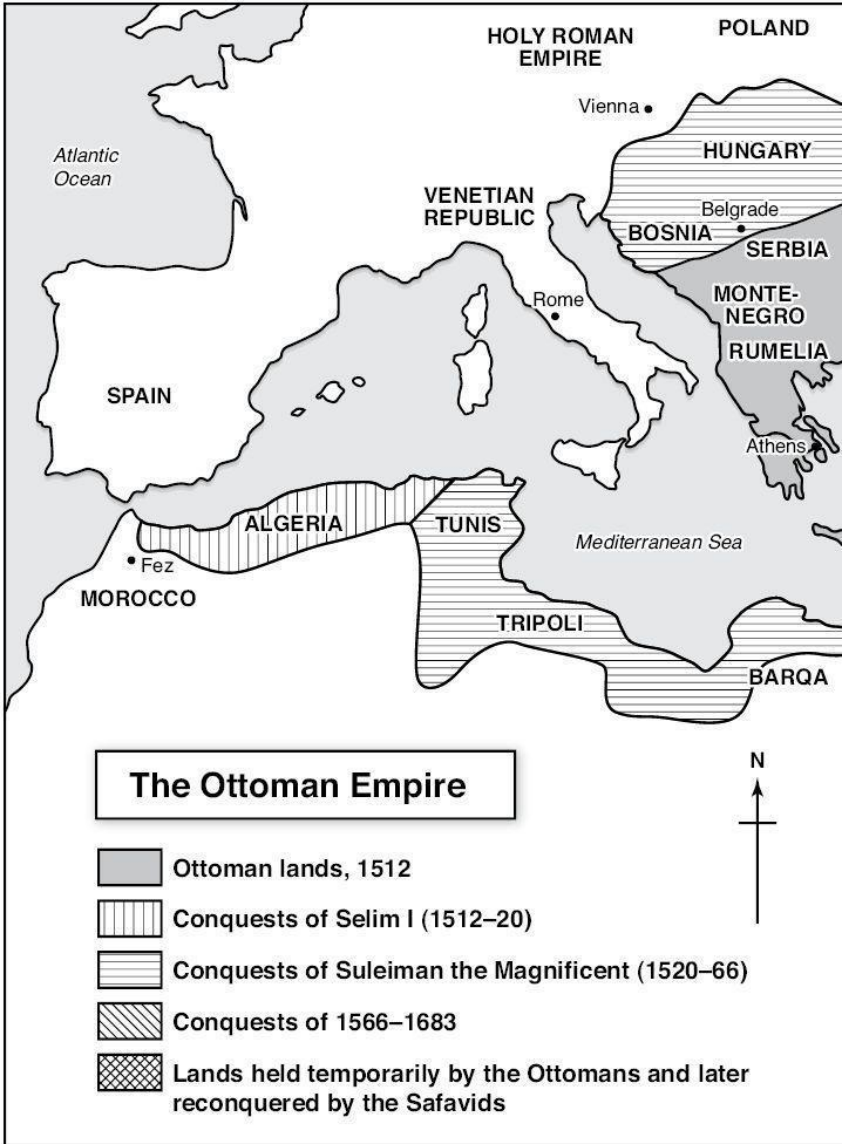 HOLY ROMAN
EMPIRE
POLAND
Vienna
Atlantic
Ocean
HUNGARY
VENETIAN
REPUBLIC
Belgrade
BOSNIA
SERBIA
MONTE-
NEGRO
Rome
RUMELIA
SPAIN
Athens
ALGERIA
TUNIS
Mediterranean Sea
Fez
MOROCCO
TRIPOLI
BARQA
The Ottoman Empire
N
Ottoman lands, 1512
Conquests of Selim I (1512–20)
Conquests of Suleiman the Magnificent (1520–66)
Conquests of 1566–1683
Lands held temporarily by the Ottomans and later
reconquered by the Safavids